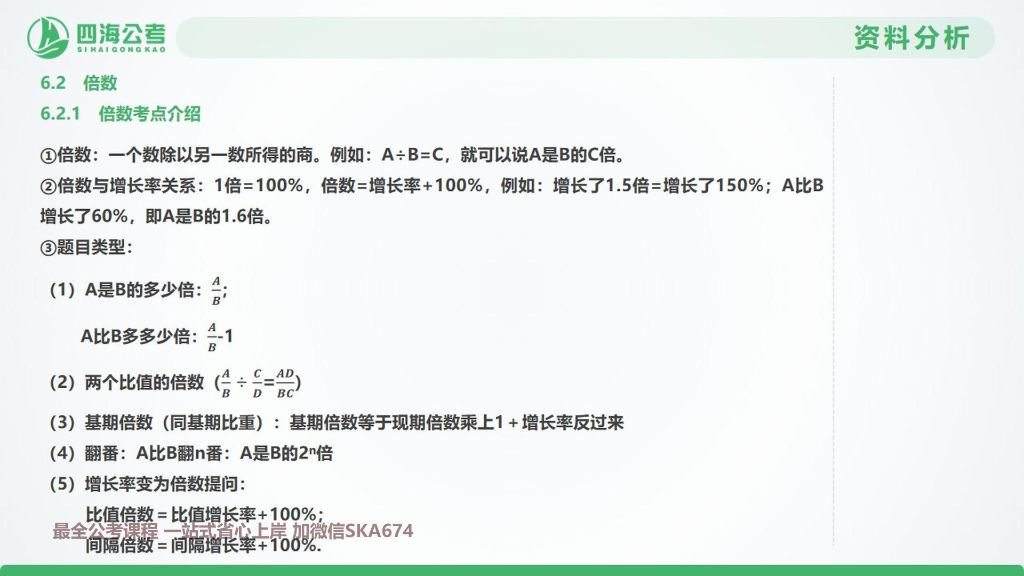 四海公考
SIHAIGONGKAO
资料分析
6.2 倍数
6.2.1 倍数考点介绍
①倍数：一个数除以另一数所得的商。例如：A÷B=C，就可以说A是B的C倍。
②倍数与增长率关系：1倍=100%，倍数=增长率+100%，例如：增长了1.5倍=增长了150%；A比B
增长了60%，即A是B的1.6倍。
③题目类型：
（1）A是B的多少倍：A/B;
A比B多多少倍：A/B-1
（2）两个比值的倍数（A/B÷C/D=AD/BC)
（3）基期倍数（同基期比重）：基期倍数等于现期倍数乘上1＋增长率反过来
（4）翻番：A比B翻n番：A是B的2ⁿ倍
（5）增长率变为倍数提问：
比值倍数＝比值增长率+100%；
最全公考课程 一站式省心上岸 加微信SKA674
间隔倍数＝间隔增长率+100%.